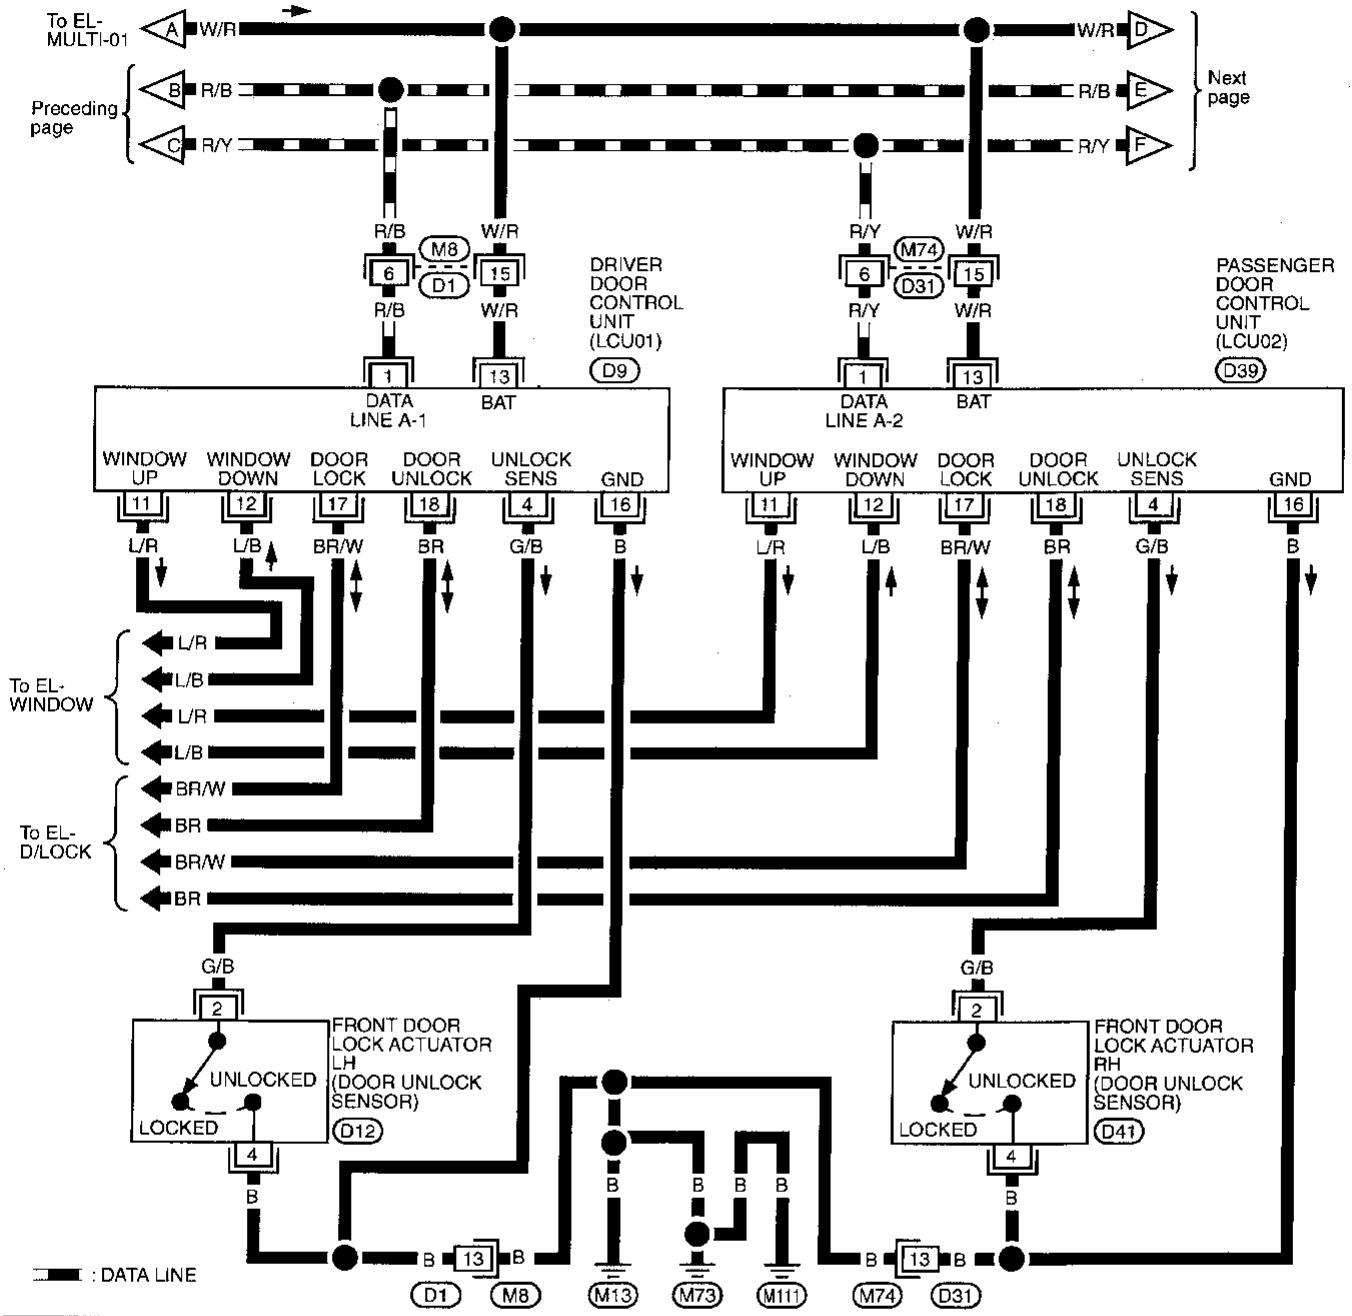 To EL-
MULTI-01
A W/R W/R D
B R/B R/B E
Preceding
page
Next
page
C R/Y R/Y F
R/B W/R R/Y W/R
M8 M74
6 15 6 15
D1 D31
R/B W/R R/Y W/R
DRIVER
DOOR
CONTROL
UNIT
(LCU01)
D9
PASSENGER
DOOR
CONTROL
UNIT
(LCU02)
D39
1 13 1 13
DATA
LINE A-1
BAT
DATA
LINE A-2
BAT
WINDOW
UP
WINDOW
DOWN
DOOR
LOCK
DOOR
UNLOCK
UNLOCK
SENS
GND
WINDOW
UP
WINDOW
DOWN
DOOR
LOCK
DOOR
UNLOCK
UNLOCK
SENS
GND
11 12 17 18 4 16 11 12 17 18 4 16
L/R L/B BR/W BR G/B B L/R L/B BR/W BR G/B B
To EL-
WINDOW
L/R
L/B
L/R
L/B
To EL-
D/LOCK
BR/W
BR
BR/W
BR
G/B G/B
2 2
FRONT DOOR
LOCK ACTUATOR
LH
(DOOR UNLOCK
SENSOR)
D12
UNLOCKED
LOCKED
4
B
FRONT DOOR
LOCK ACTUATOR
RH
(DOOR UNLOCK
SENSOR)
D41
UNLOCKED
LOCKED
4
B
B B B B
B 13 B B 13 B
: DATA LINE
D1 M8 M13 M73 M111 M74 D31